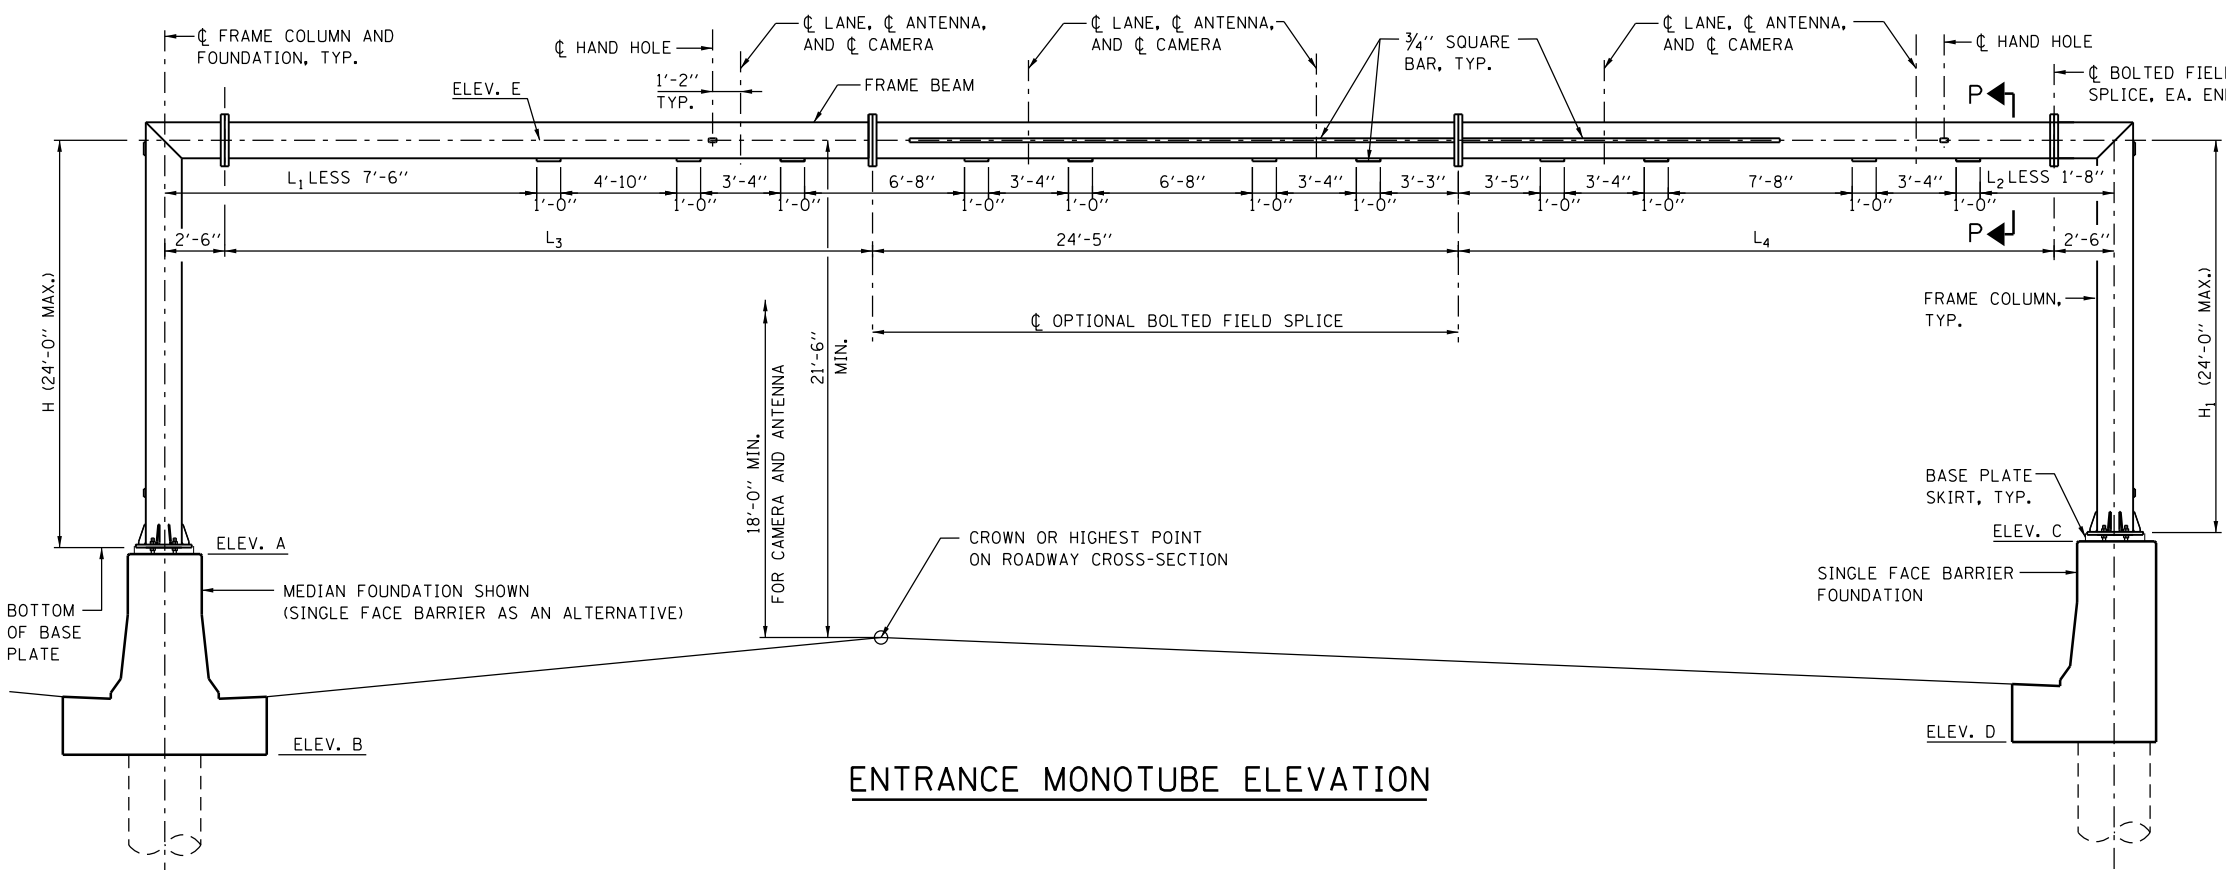 ℄ FRAME COLUMN AND
FOUNDATION, TYP.
℄ HAND HOLE
℄ LANE, ℄ ANTENNA,
AND ℄ CAMERA
℄ LANE, ℄ ANTENNA,
AND ℄ CAMERA
3/4'' SQUARE
BAR, TYP.
℄ LANE, ℄ ANTENNA,
AND ℄ CAMERA
℄ HAND HOLE
℄ BOLTED FIEL
SPLICE, EA. EN
ELEV. E
1'-2''
TYP.
FRAME BEAM
P
L1 LESS 7'-6''
4'-10''
3'-4''
6'-8''
3'-4''
6'-8''
3'-4''
3'-3''
3'-5''
3'-4''
7'-8''
3'-4''
L2 LESS 1'-8''
1'-0''
1'-0''
1'-0''
1'-0''
1'-0''
1'-0''
1'-0''
1'-0''
1'-0''
1'-0''
1'-0''
P
2'-6''
L3
24'-5''
L4
2'-6''
H (24'-0'' MAX.)
18'-0'' MIN.
FOR CAMERA AND ANTENNA
21'-6''
MIN.
℄ OPTIONAL BOLTED FIELD SPLICE
FRAME COLUMN,
TYP.
H1 (24'-0'' MAX.)
BASE PLATE
SKIRT, TYP.
ELEV. A
ELEV. C
CROWN OR HIGHEST POINT
ON ROADWAY CROSS-SECTION
BOTTOM
OF BASE
PLATE
MEDIAN FOUNDATION SHOWN
(SINGLE FACE BARRIER AS AN ALTERNATIVE)
SINGLE FACE BARRIER
FOUNDATION
ELEV. B
ELEV. D
ENTRANCE MONOTUBE ELEVATION